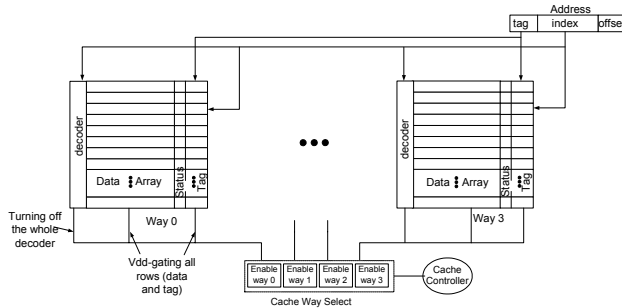 Address
tag index offse
decoder
Data Array
Status
Tag
decoder
Data Array
Status
Tag
Turning off
the whole
decoder
Way 0
Way 3
Vdd-gating all
rows (data
and tag)
Enable
way 0
Enable
way 1
Enable
way 2
Enable
way 3
Cache
Controller
Cache Way Select